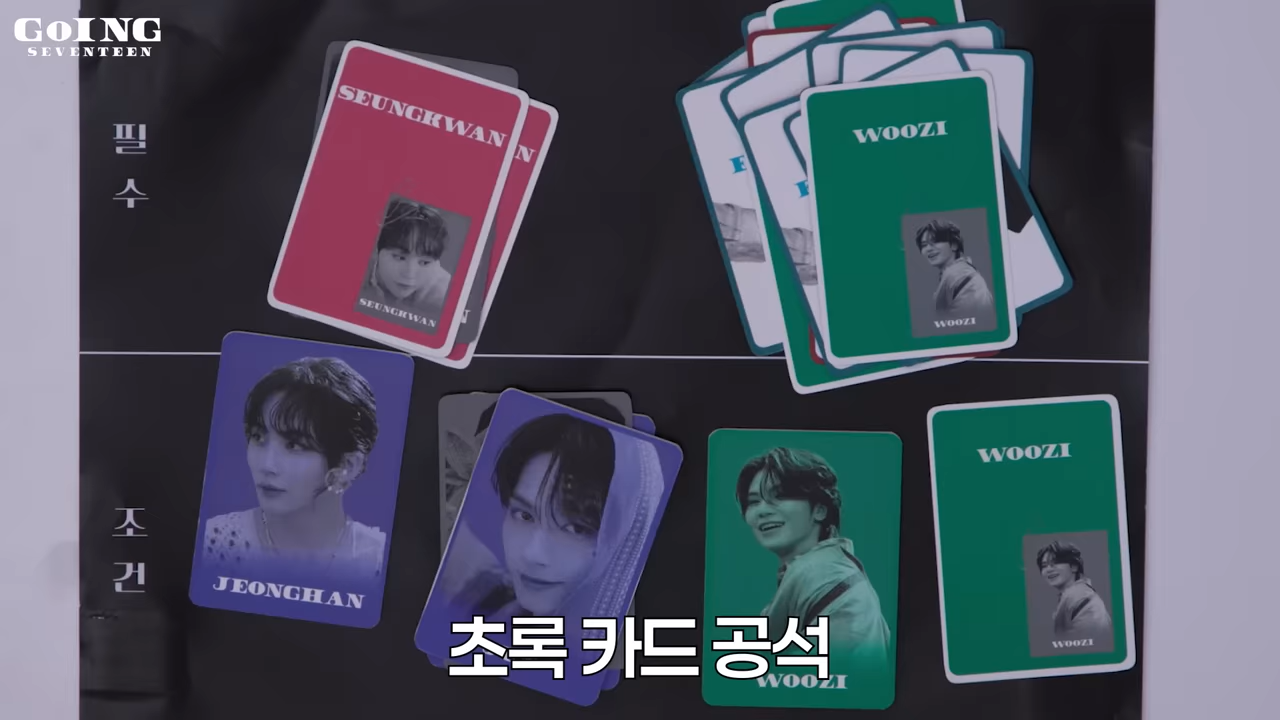 GOING
SEVENTEEN
필수
SEUNGKWAN
N
SEUNGKWAN
WOOZI
WOOZI
조건
JEONGHAN
WOOZI
WOOZI
WOOZI
초록 카드 공석